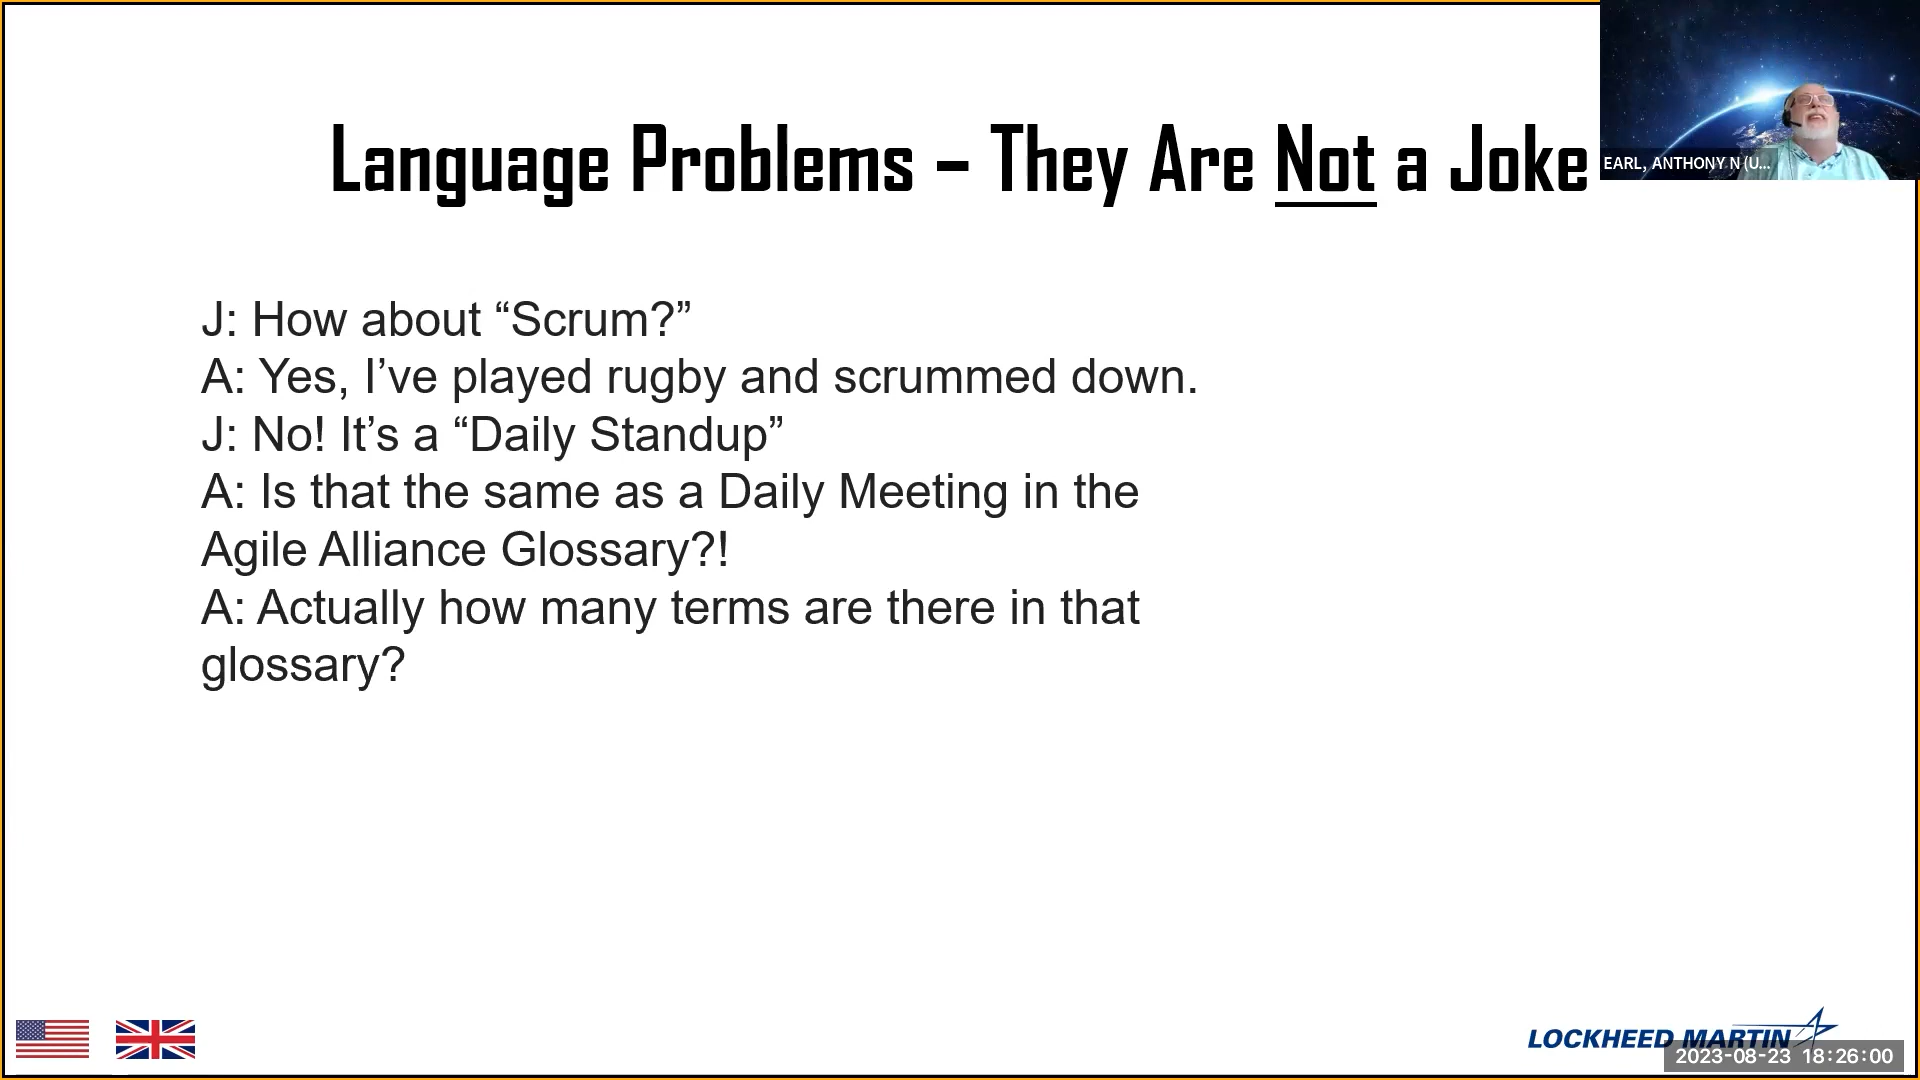 Language Problems – They Are Not a Joke
EARL, ANTHONY N (U...
J: How about “Scrum?”
A: Yes, I’ve played rugby and scrummed down.
J: No! It’s a “Daily Standup”
A: Is that the same as a Daily Meeting in the
Agile Alliance Glossary?!
A: Actually how many terms are there in that
glossary?
LOCKHEED MARTIN
2023-08-23 18:26:00